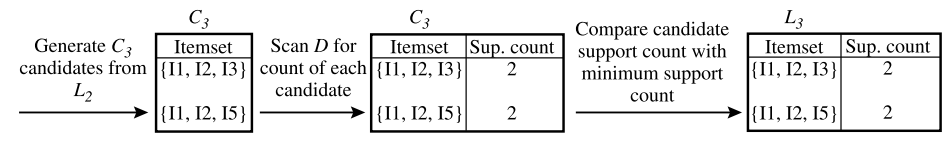 C3
Generate C3
candidates from
L2
Itemset
{I1, I2, I3}
{I1, I2, I5}
Scan D for
count of each
candidate
C3
Itemset Sup. count
{I1, I2, I3} 2
{I1, I2, I5} 2
Compare candidate
support count with
minimum support
count
L3
Itemset Sup. count
{I1, I2, I3} 2
{I1, I2, I5} 2